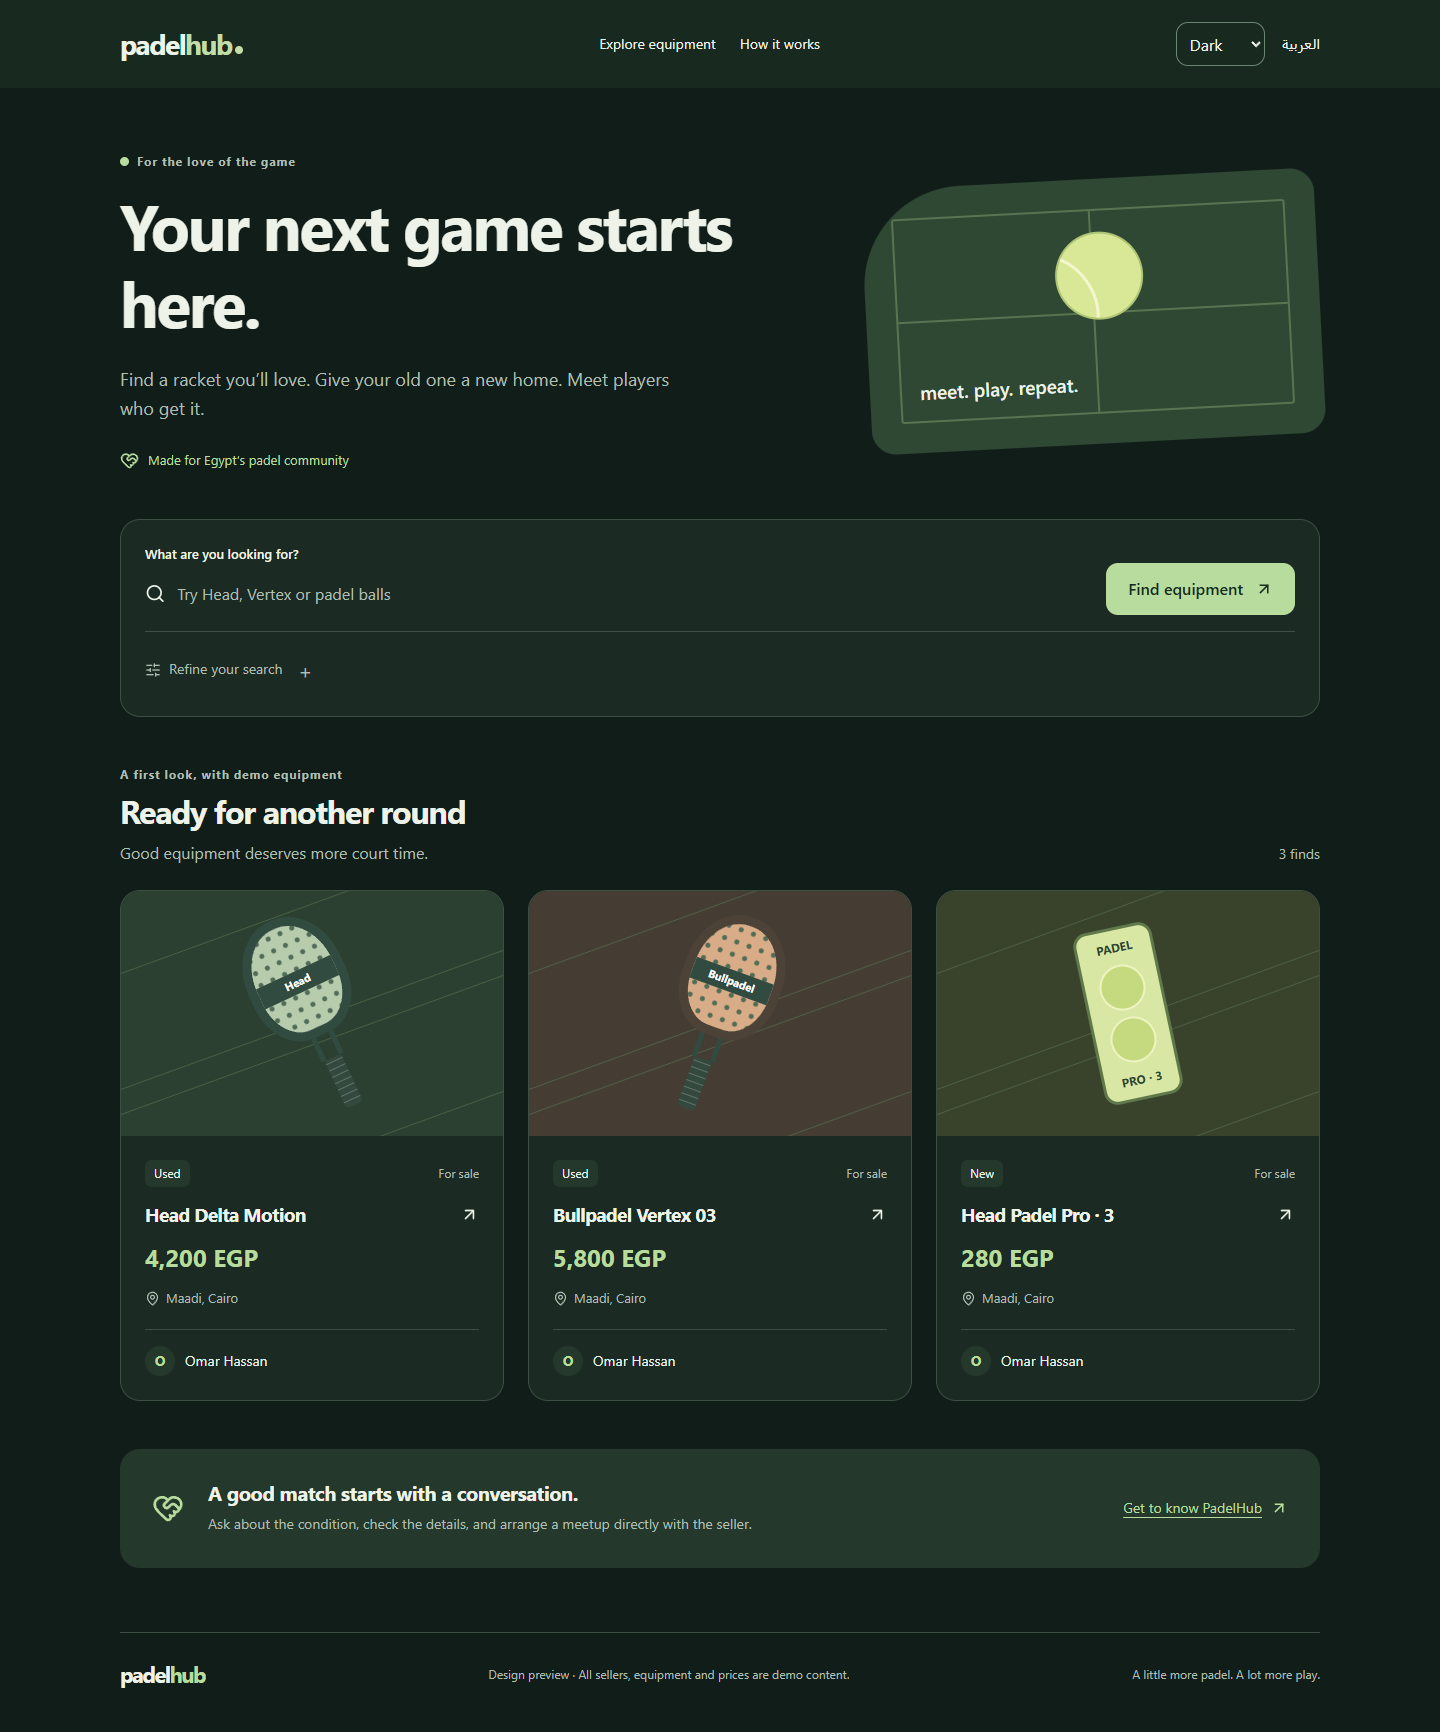 padelhub.
Explore equipment
How it works
Dark
العربية
For the love of the game
Your next game starts
here.
Find a racket you’ll love. Give your old one a new home. Meet players
who get it.
Made for Egypt's padel community
meet. play. repeat.
What are you looking for?
Try Head, Vertex or padel balls
Find equipment
Refine your search +
A first look, with demo equipment
Ready for another round
Good equipment deserves more court time.
3 finds
Head
Used
For sale
Head Delta Motion
4,200 EGP
Maadi, Cairo
O Omar Hassan
Bullpadel
Used
For sale
Bullpadel Vertex 03
5,800 EGP
Maadi, Cairo
O Omar Hassan
PADEL
PRO · 3
New
For sale
Head Padel Pro · 3
280 EGP
Maadi, Cairo
O Omar Hassan
A good match starts with a conversation.
Ask about the condition, check the details, and arrange a meetup directly with the seller.
Get to know PadelHub
padelhub
Design preview · All sellers, equipment and prices are demo content.
A little more padel. A lot more play.